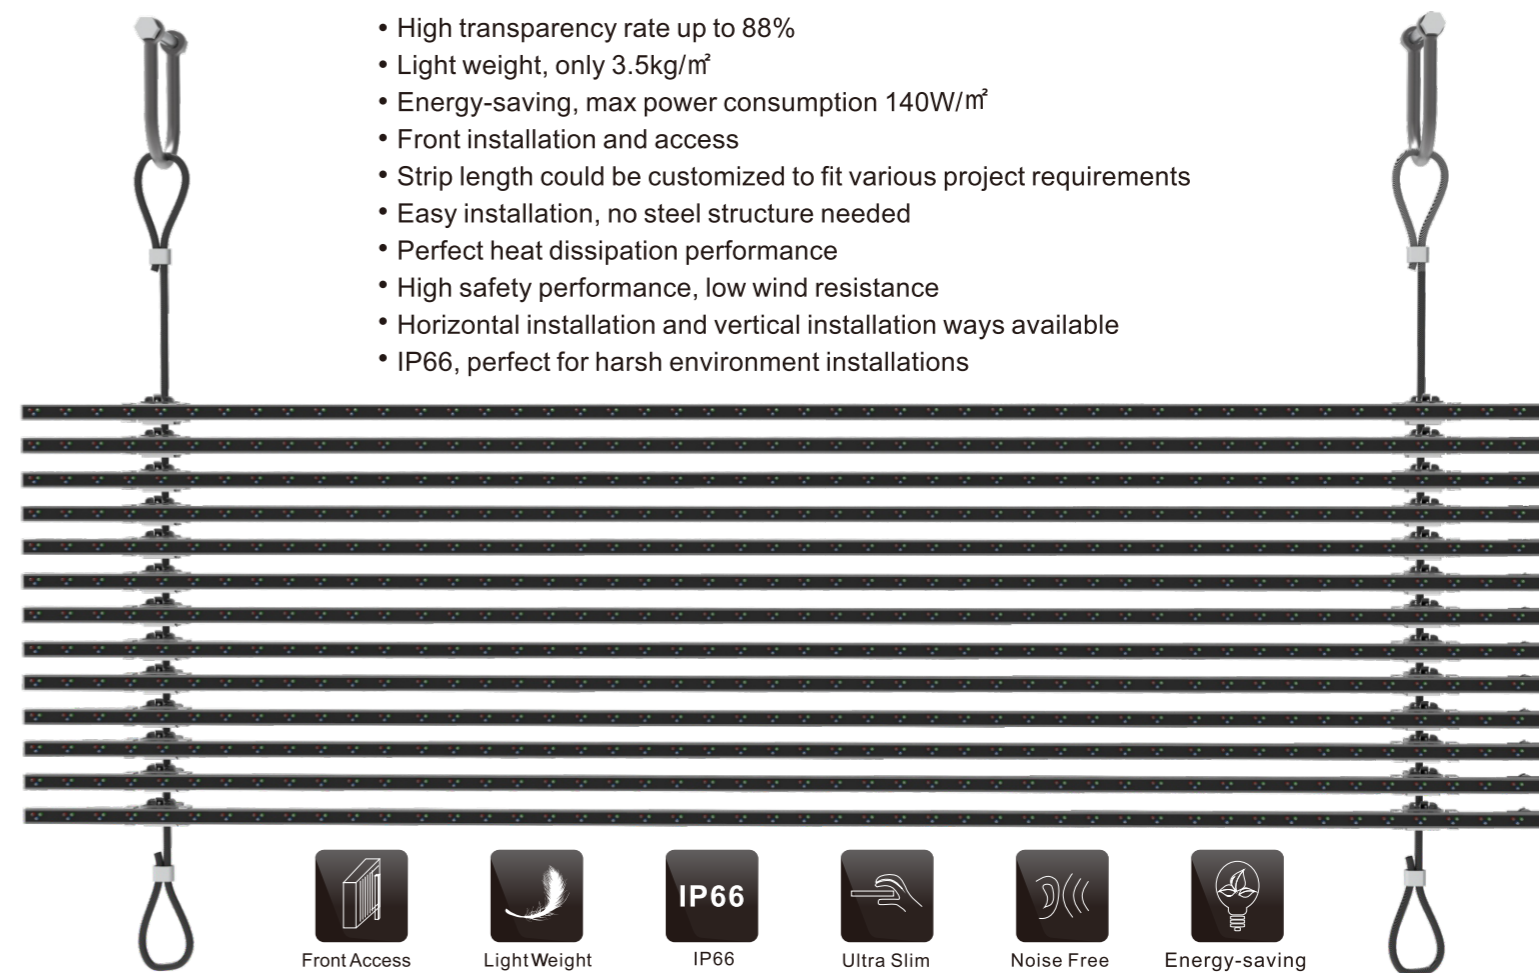 • High transparency rate up to 88%
• Light weight, only 3.5kg/㎡
• Energy-saving, max power consumption 140W/㎡
• Front installation and access
• Strip length could be customized to fit various project requirements
• Easy installation, no steel structure needed
• Perfect heat dissipation performance
• High safety performance, low wind resistance
• Horizontal installation and vertical installation ways available
• IP66, perfect for harsh environment installations
IP66
Front Access
Light Weight
IP66
Ultra Slim
Noise Free
Energy-saving